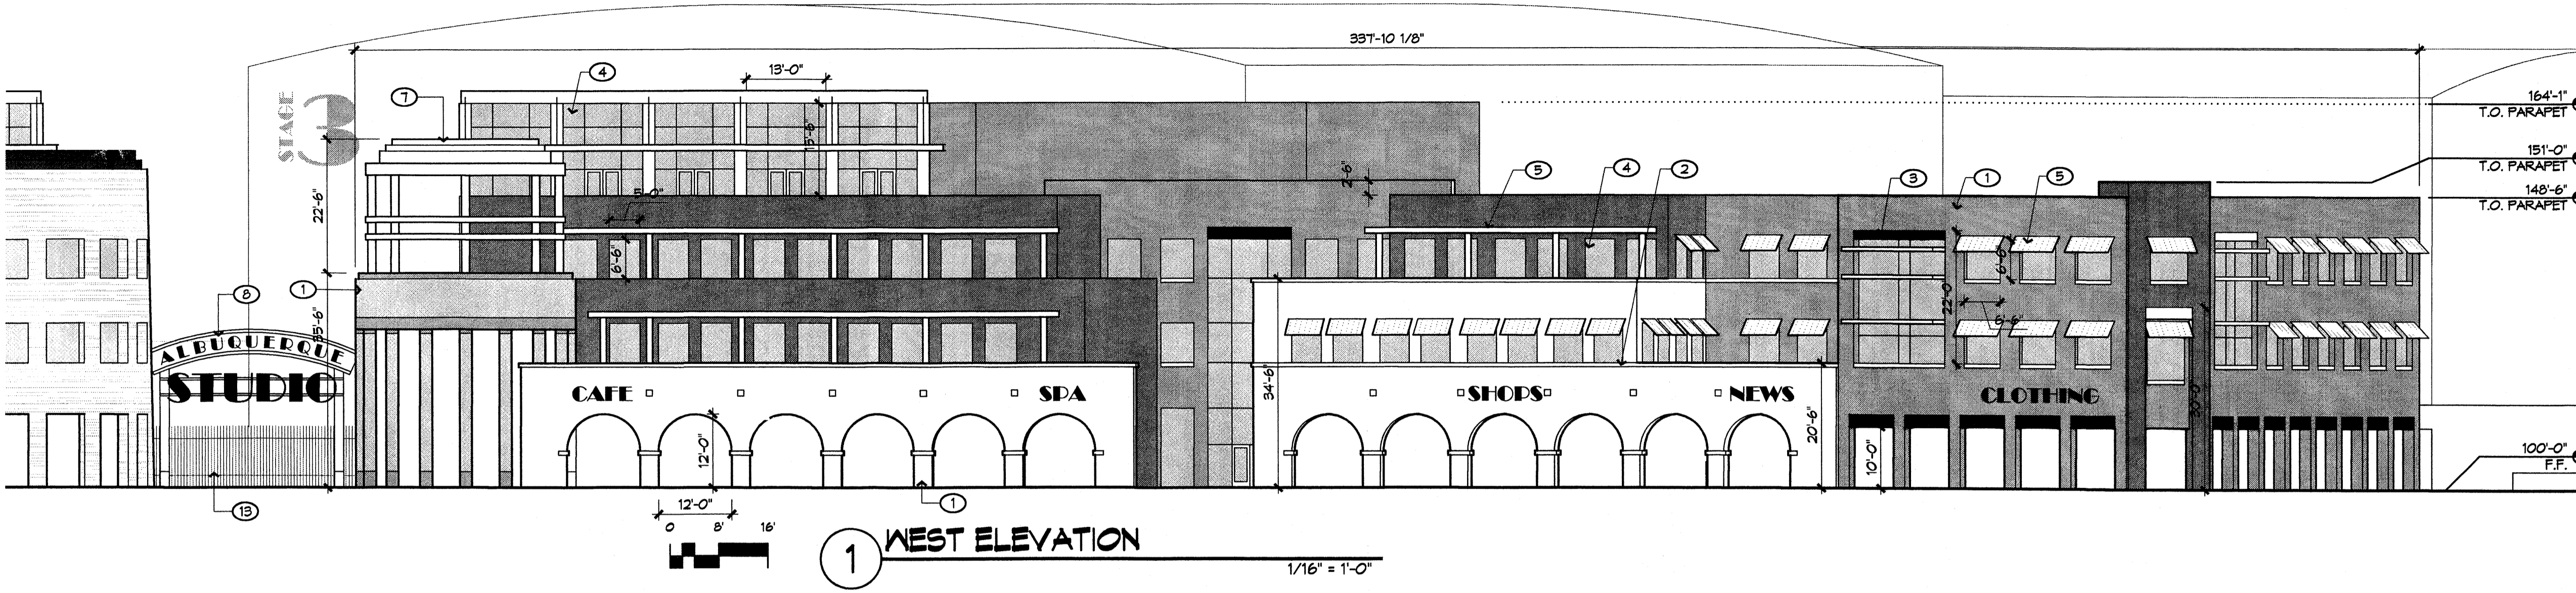 337'-10 1/8"
13'-0"
4
7
STAGE
3
13'-6"
164'-1"
T.O. PARAPET
151'-0"
T.O. PARAPET
148'-6"
T.O. PARAPET
2'-6"
5
4
2
3
1
5
22'-6"
5'-0"
6'-6"
6'-6"
22'-0"
6'-6"
8
1
35'-6"
ALBUQUERQUE
STUDIO
CAFE
SPA
34'-6"
SHOPS
NEWS
CLOTHING
30'-0"
20'-6"
12'-0"
10'-0"
100'-0"
F.F.
13
1
12'-0"
0 8' 16'
1
WEST ELEVATION
1/16" = 1'-0"